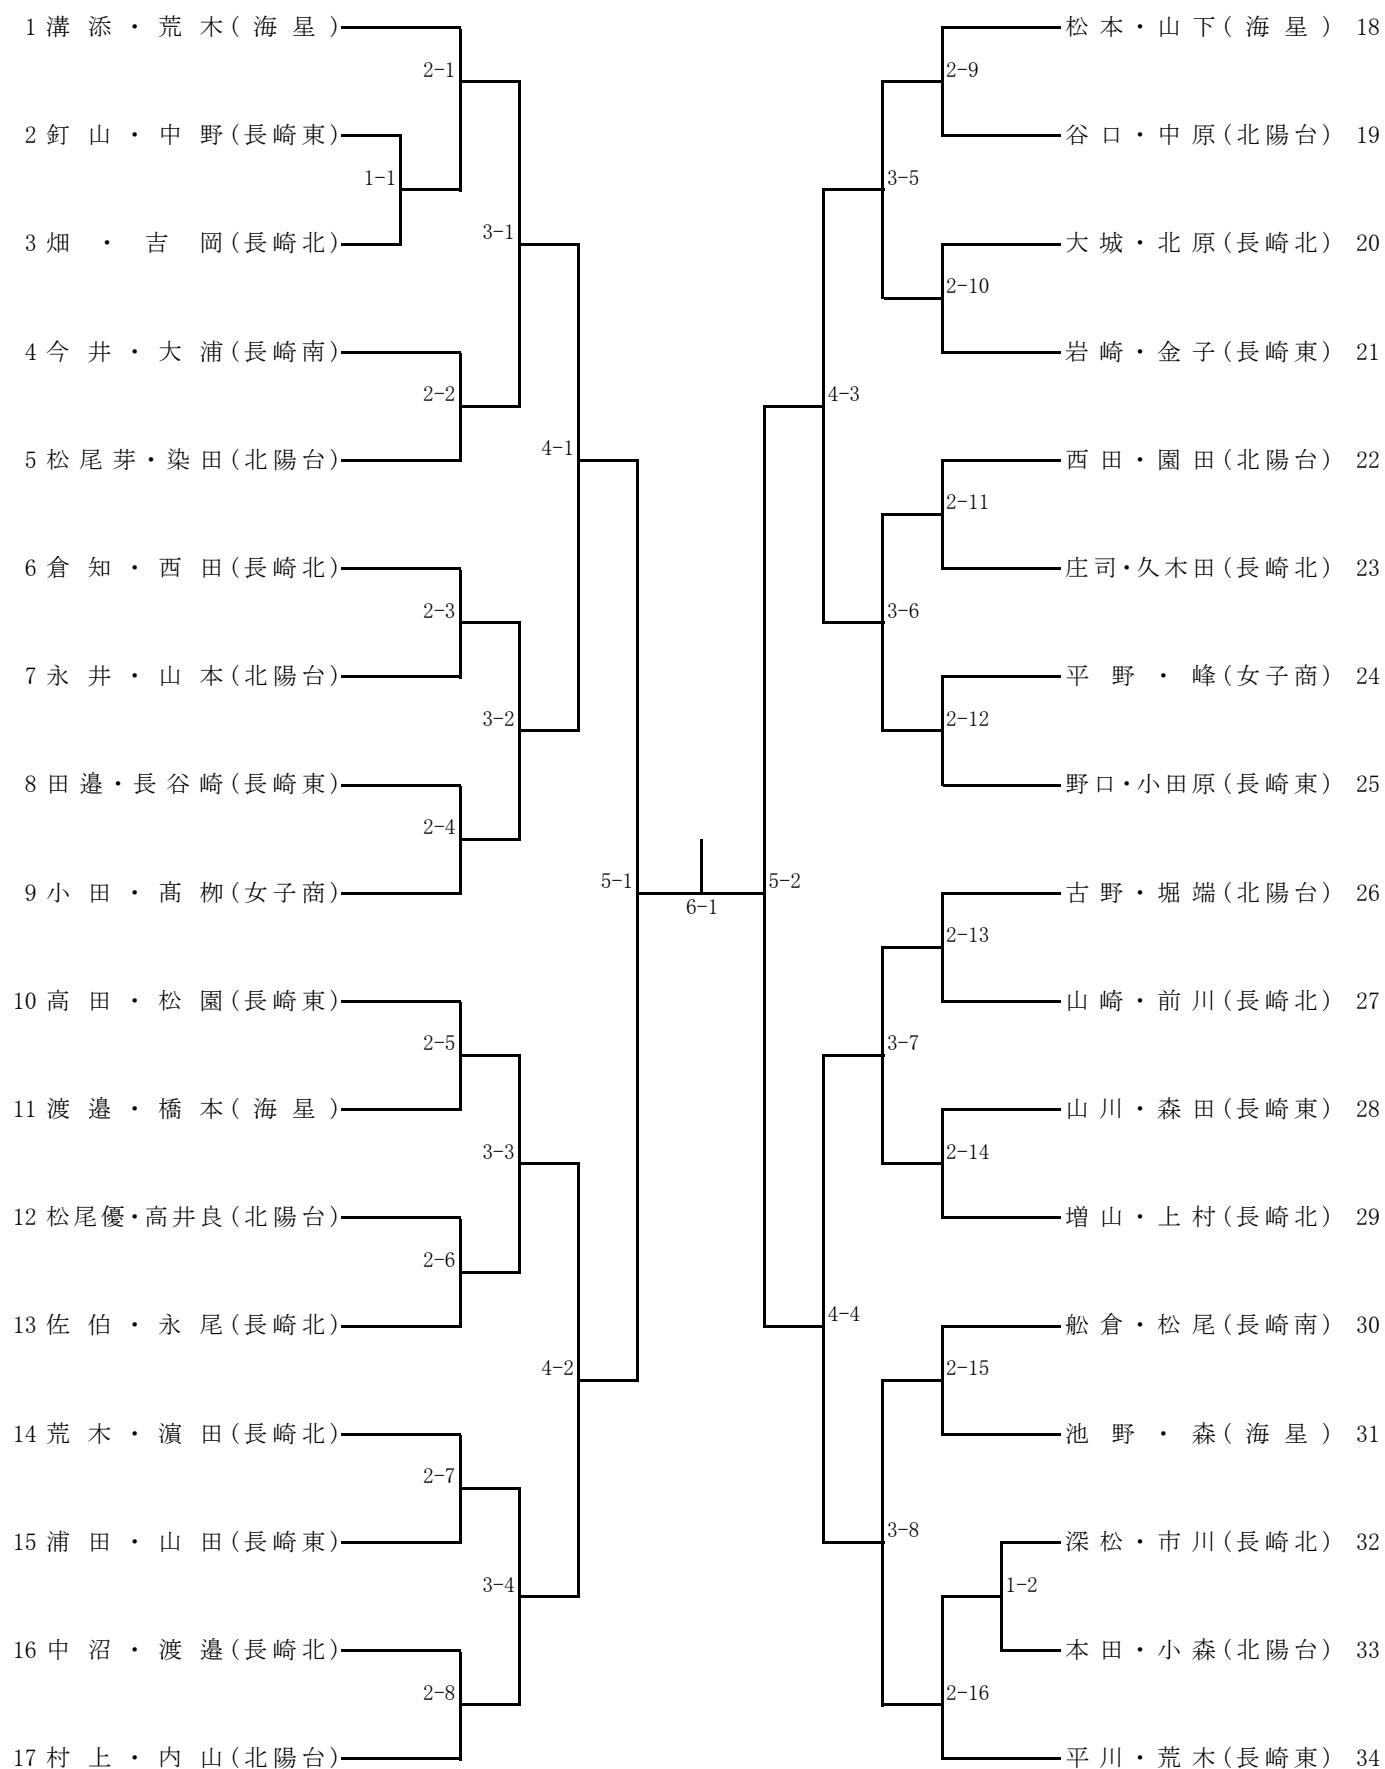 1 溝添・荒木(海星)
2-1
2 釘山・中野(長崎東)
1-1
3 畑・吉岡(長崎北)
3-1
4 今井・大浦(長崎南)
2-2
5 松尾芽・染田(北陽台)
4-1
6 倉知・西田(長崎北)
2-3
7 永井・山本(北陽台)
3-2
8 田邉・長谷崎(長崎東)
2-4
9 小田・髙栁(女子商)
5-1
6-1
10 高田・松園(長崎東)
2-5
11 渡邉・橋本(海星)
3-3
12 松尾優・高井良(北陽台)
2-6
13 佐伯・永尾(長崎北)
4-2
14 荒木・濵田(長崎北)
2-7
15 浦田・山田(長崎東)
3-4
16 中沼・渡邉(長崎北)
2-8
17 村上・内山(北陽台)
松本・山下(海星) 18
2-9
谷口・中原(北陽台) 19
3-5
大城・北原(長崎北) 20
2-10
岩崎・金子(長崎東) 21
4-3
西田・園田(北陽台) 22
2-11
庄司・久木田(長崎北) 23
3-6
平野・峰(女子商) 24
2-12
野口・小田原(長崎東) 25
5-2
古野・堀端(北陽台) 26
2-13
山崎・前川(長崎北) 27
3-7
山川・森田(長崎東) 28
2-14
増山・上村(長崎北) 29
4-4
舩倉・松尾(長崎南) 30
2-15
池野・森(海星) 31
3-8
深松・市川(長崎北) 32
1-2
本田・小森(北陽台) 33
2-16
平川・荒木(長崎東) 34